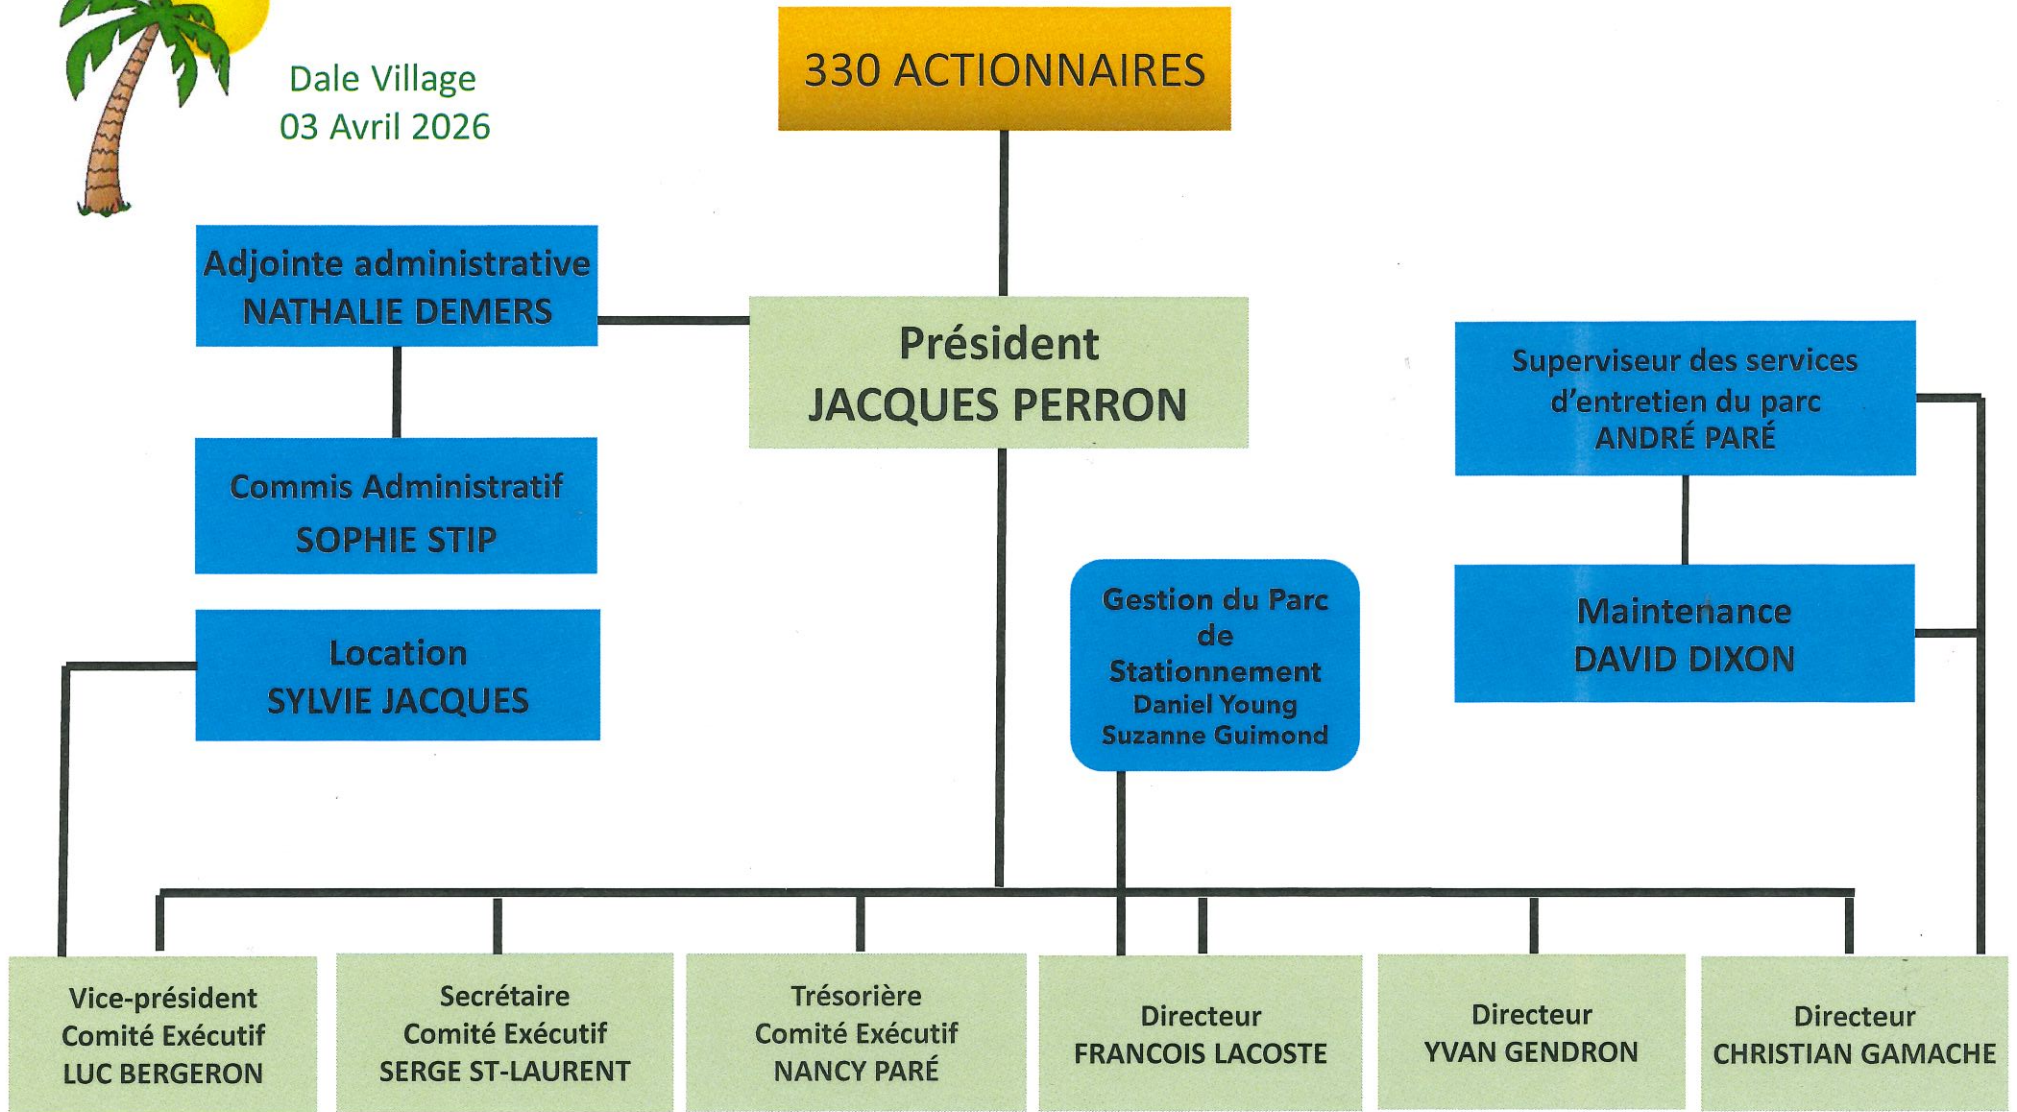 Dale Village
03 Avril 2026
330 ACTIONNAIRES
Adjointe administrative
NATHALIE DEMERS
Président
JACQUES PERRON
Superviseur des services
d'entretien du parc
ANDRÉ PARÉ
Commis Administratif
SOPHIE STIP
Gestion du Parc
de
Stationnement
Daniel Young
Suzanne Guimond
Maintenance
DAVID DIXON
Location
SYLVIE JACQUES
Vice-président
Comité Exécutif
LUC BERGERON
Secrétaire
Comité Exécutif
SERGE ST-LAURENT
Trésorière
Comité Exécutif
NANCY PARÉ
Directeur
FRANCOIS LACOSTE
Directeur
YVAN GENDRON
Directeur
CHRISTIAN GAMACHE